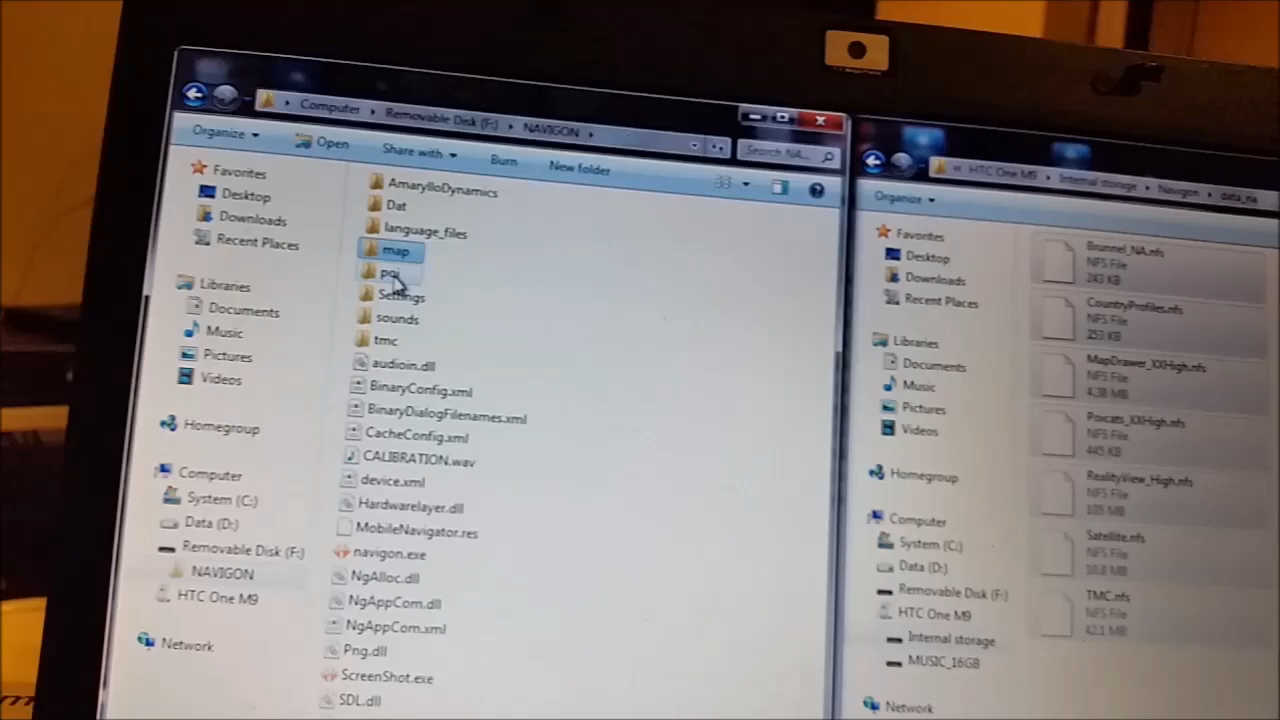 Computer ▸ Removable Disk (F:) ▸ NAVIGON ▸
Search NA...
Organize
Open
Share with
Burn
New folder
Favorites
Desktop
Downloads
Recent Places
Libraries
Documents
Music
Pictures
Videos
Homegroup
Computer
System (C:)
Data (D:)
Removable Disk (F:)
NAVIGON
HTC One M9
Network
AmarylloDynamics
Dat
language_files
map
poi
Settings
sounds
tmc
audioin.dll
BinaryConfig.xml
BinaryDialogFilenames.xml
CacheConfig.xml
CALIBRATION.wav
device.xml
Hardwarelayer.dll
MobileNavigator.res
navigon.exe
NgAlloc.dll
NgAppCom.dll
NgAppCom.xml
Png.dll
ScreenShot.exe
SDL.dll
« HTC One M9 ▸ Internal storage ▸ Navigon ▸ data_na
Organize
Favorites
Desktop
Downloads
Recent Places
Libraries
Documents
Music
Pictures
Videos
Homegroup
Computer
System (C:)
Data (D:)
Removable Disk (F:)
HTC One M9
Internal storage
MUSIC_16GB
Network
Brunnel_NA.nfs
NFS File
243 KB
CountryProfiles.nfs
NFS File
253 KB
MapDrawer_XXHigh.nfs
NFS File
4.38 MB
Poicats_XXHigh.nfs
NFS File
445 KB
RealityView_High.nfs
NFS File
105 MB
Satellite.nfs
NFS File
10.8 MB
TMC.nfs
NFS File
42.1 MB